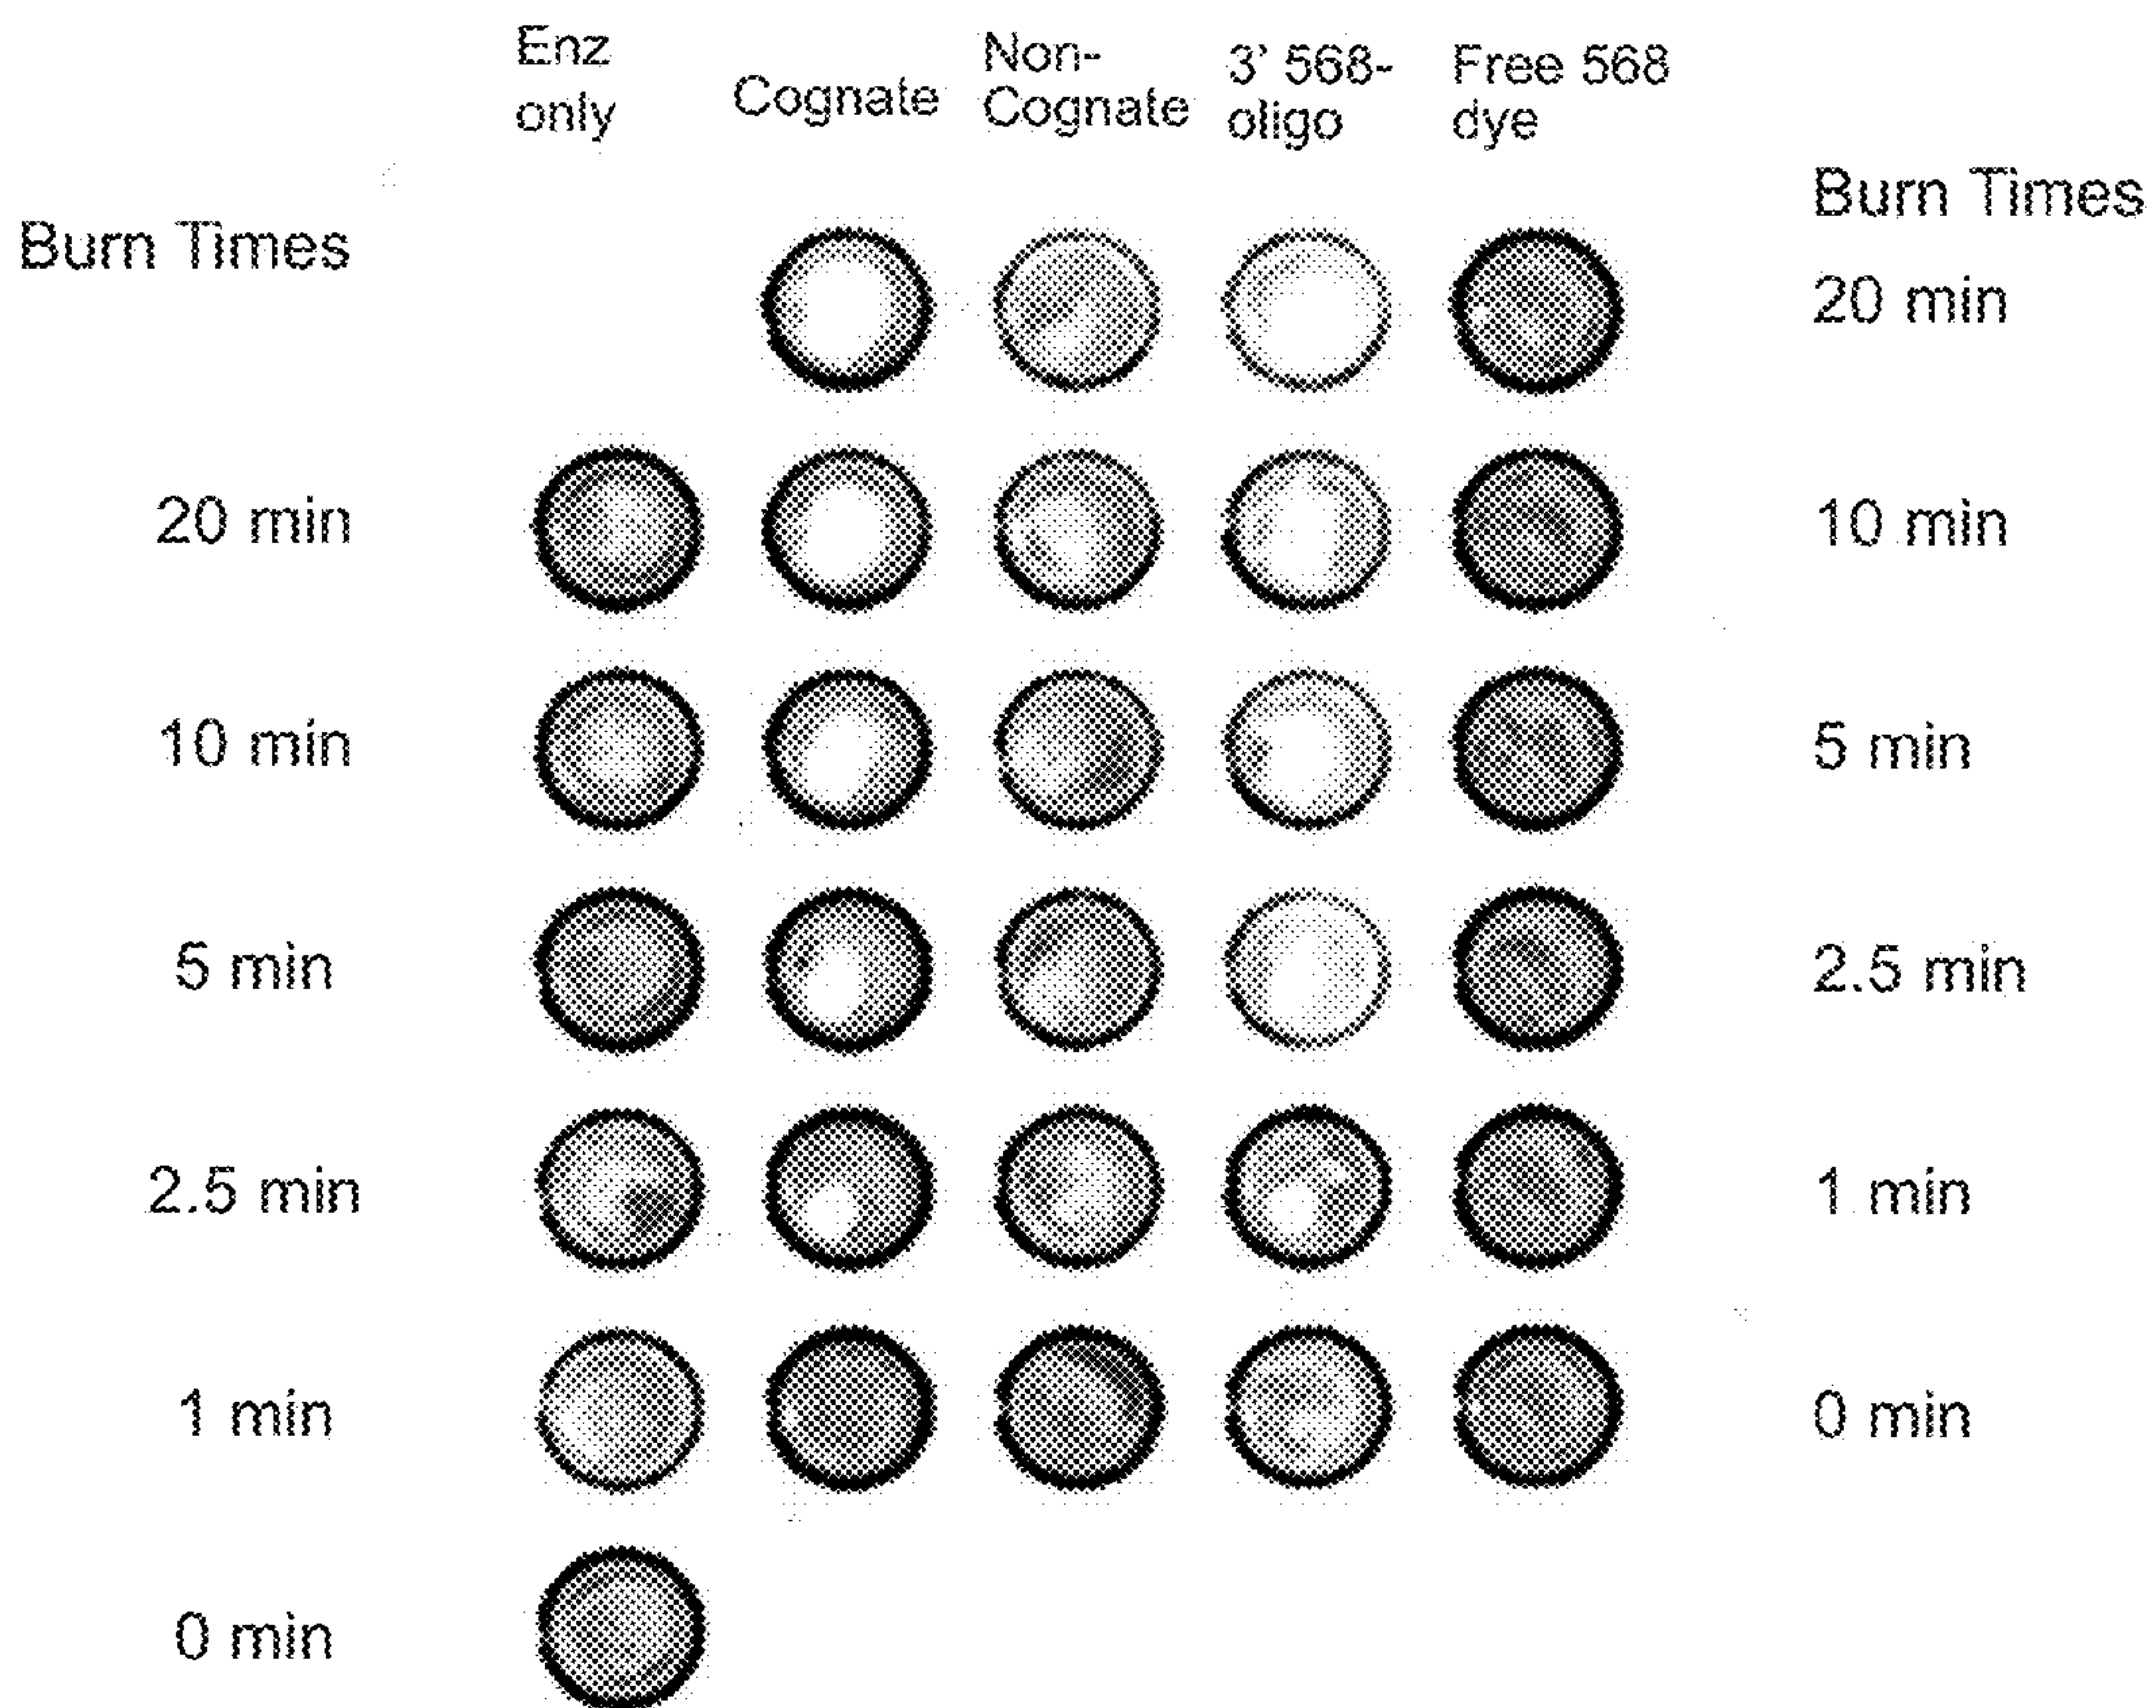 Enz
only
Cognate
Non-
Cognate
3' 568-
oligo
Free 568
dye
Burn Times
Burn Times
20 min
20 min
10 min
10 min
5 min
5 min
2.5 min
2.5 min
1 min
1 min
0 min
0 min